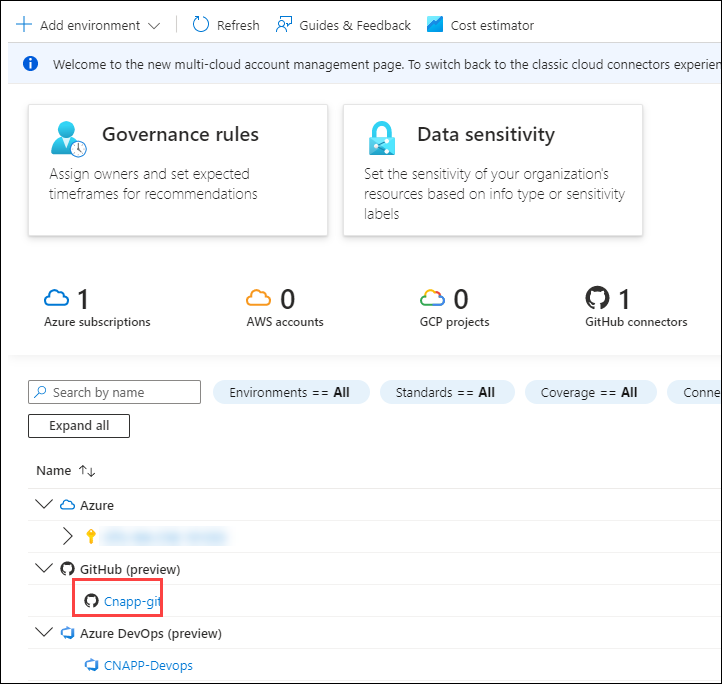 Add environment
Refresh
Guides & Feedback
Cost estimator
Welcome to the new multi-cloud account management page. To switch back to the classic cloud connectors experien
Governance rules
Assign owners and set expected
timeframes for recommendations
Data sensitivity
Set the sensitivity of your organization's
resources based on info type or sensitivity
labels
1
Azure subscriptions
0
AWS accounts
0
GCP projects
1
GitHub connectors
Search by name
Environments == All
Standards == All
Coverage == All
Conne
Expand all
Name
Azure
GitHub (preview)
Cnapp-git
Azure DevOps (preview)
CNAPP-Devops